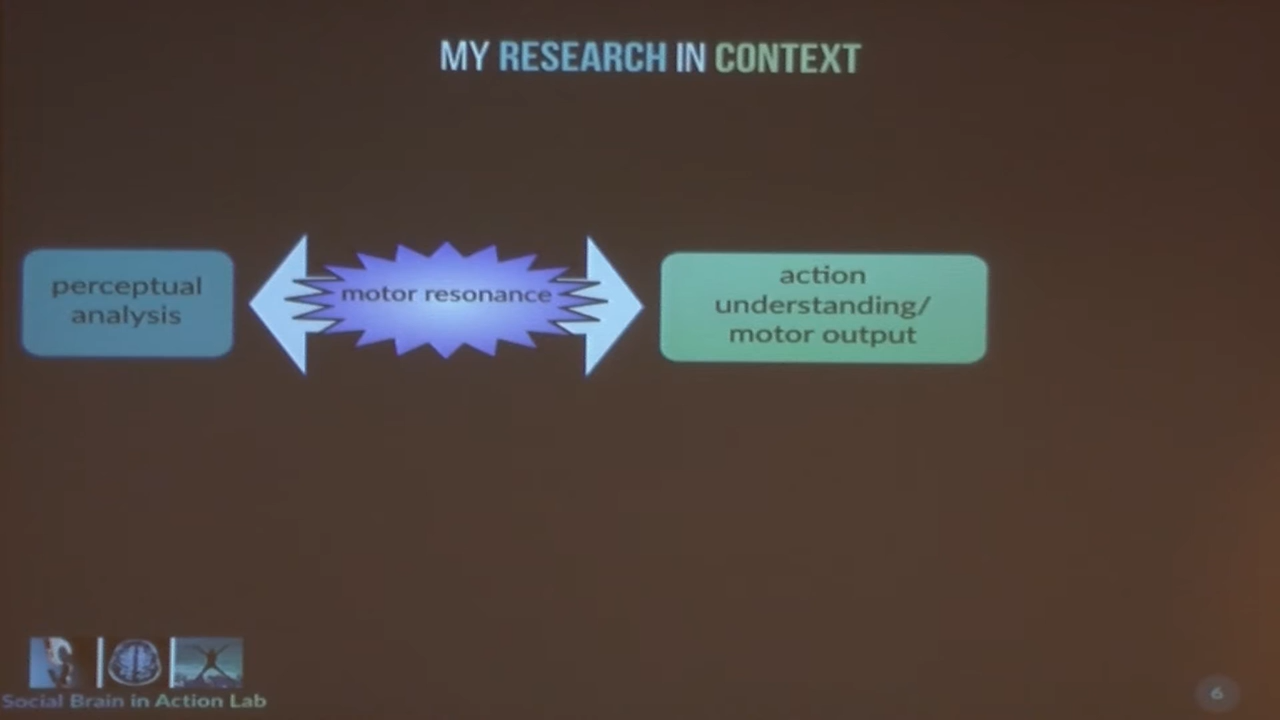 MY RESEARCH IN CONTEXT
perceptual
analysis
motor resonance
action
understanding/
motor output
Social Brain in Action Lab
6